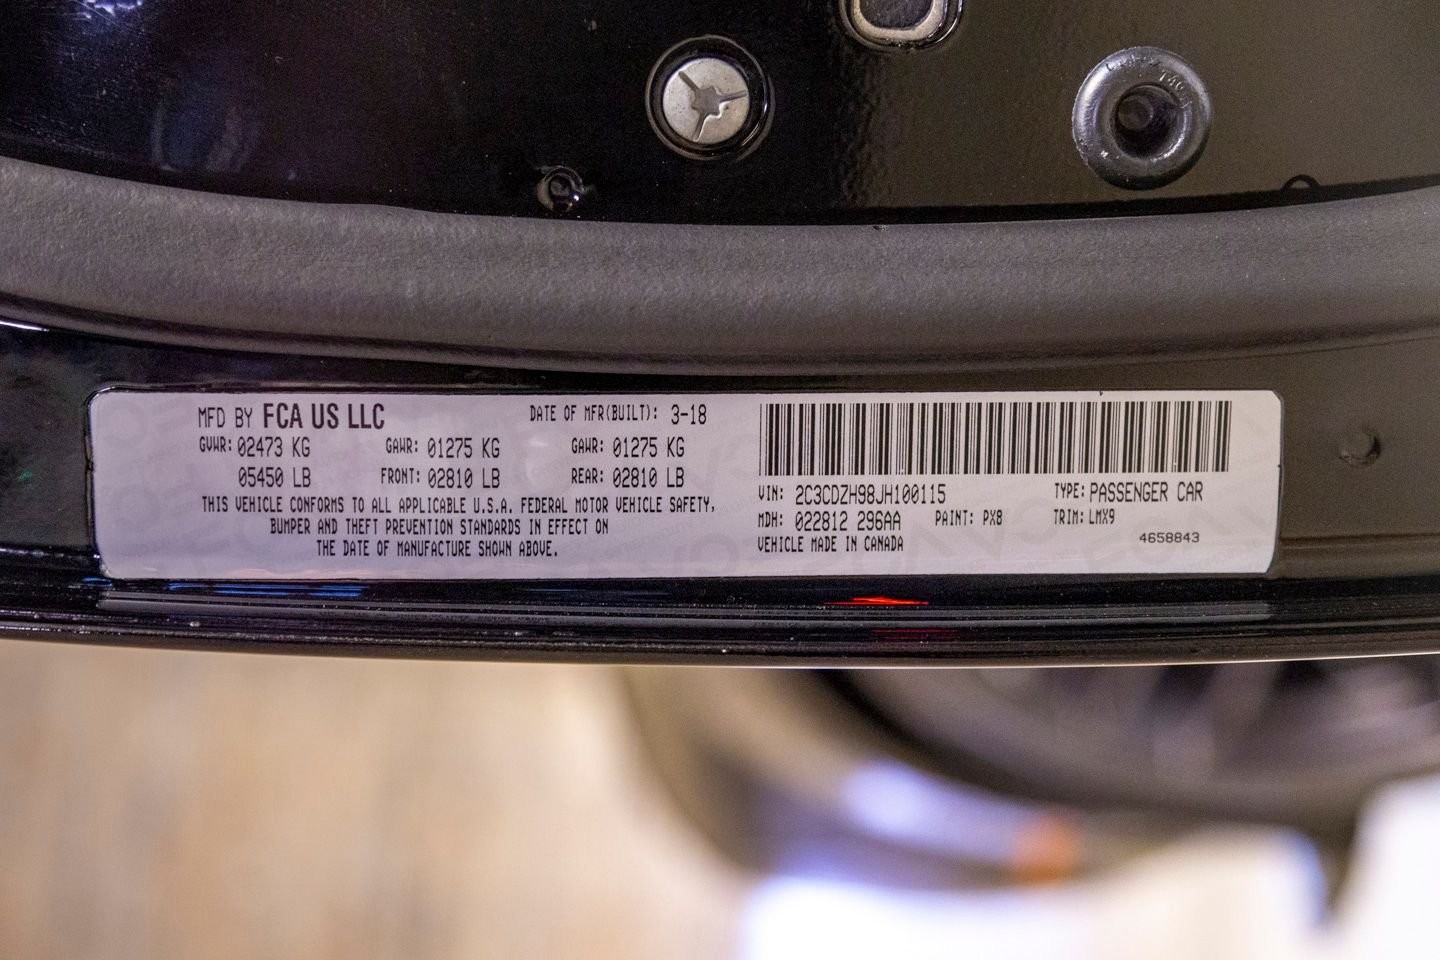 MFD BY FCA US LLC DATE OF MFR(BUILT): 3-18
GVWR: 02473 KG GAWR: 01275 KG GAWR: 01275 KG
05450 LB FRONT: 02810 LB REAR: 02810 LB
THIS VEHICLE CONFORMS TO ALL APPLICABLE U.S.A. FEDERAL MOTOR VEHICLE SAFETY,
BUMPER AND THEFT PREVENTION STANDARDS IN EFFECT ON
THE DATE OF MANUFACTURE SHOWN ABOVE.
VIN: 2C3CDZH98JH100115 TYPE: PASSENGER CAR
MDH: 022812 296AA PAINT: PX8 TRIM: LMX9
VEHICLE MADE IN CANADA 4658843